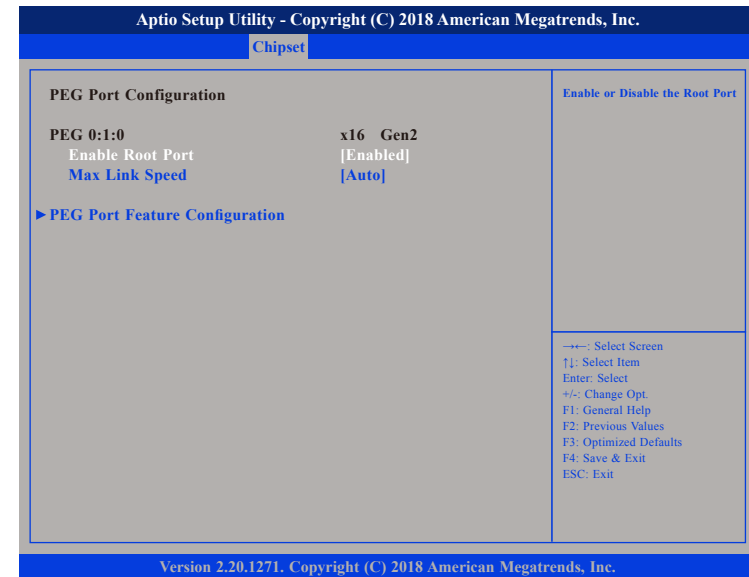 Aptio Setup Utility - Copyright (C) 2018 American Megatrends, Inc.
Chipset
PEG Port Configuration
PEG 0:1:0 x16 Gen2
Enable Root Port [Enabled]
Max Link Speed [Auto]
►PEG Port Feature Configuration
Enable or Disable the Root Port
→←: Select Screen
↑↓: Select Item
Enter: Select
+/-: Change Opt.
F1: General Help
F2: Previous Values
F3: Optimized Defaults
F4: Save & Exit
ESC: Exit
Version 2.20.1271. Copyright (C) 2018 American Megatrends, Inc.